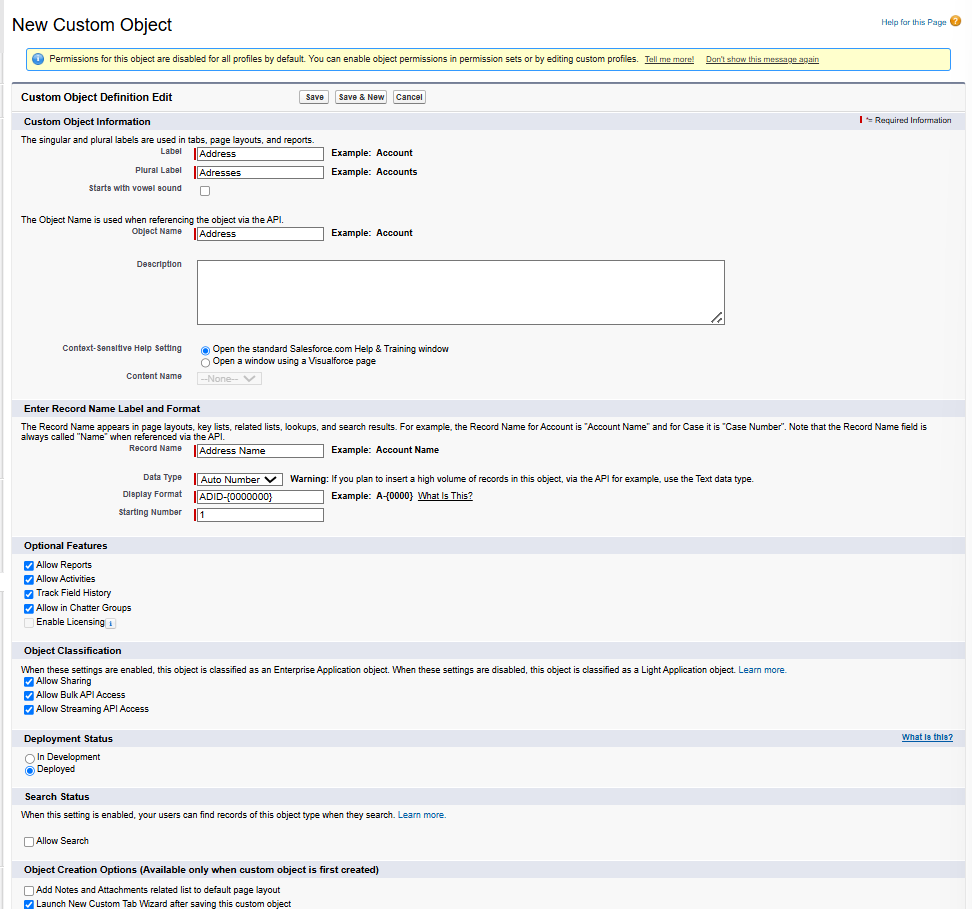 New Custom Object
Help for this Page
Permissions for this object are disabled for all profiles by default. You can enable object permissions in permission sets or by editing custom profiles. Tell me more! Don't show this message again
Custom Object Definition Edit Save Save & New Cancel
Custom Object Information *= Required Information
The singular and plural labels are used in tabs, page layouts, and reports.
Label Address Example: Account
Plural Label Adresses Example: Accounts
Starts with vowel sound
The Object Name is used when referencing the object via the API.
Object Name Address Example: Account
Description
Context-Sensitive Help Setting Open the standard Salesforce.com Help & Training window
Open a window using a Visualforce page
Content Name --None--
Enter Record Name Label and Format
The Record Name appears in page layouts, key lists, related lists, lookups, and search results. For example, the Record Name for Account is "Account Name" and for Case it is "Case Number". Note that the Record Name field is
always called "Name" when referenced via the API.
Record Name Address Name Example: Account Name
Data Type Auto Number Warning: If you plan to insert a high volume of records in this object, via the API for example, use the Text data type.
Display Format ADID-{0000000} Example: A-{0000} What Is This?
Starting Number 1
Optional Features
Allow Reports
Allow Activities
Track Field History
Allow in Chatter Groups
Enable Licensing
Object Classification
When these settings are enabled, this object is classified as an Enterprise Application object. When these settings are disabled, this object is classified as a Light Application object. Learn more.
Allow Sharing
Allow Bulk API Access
Allow Streaming API Access
Deployment Status What is this?
In Development
Deployed
Search Status
When this setting is enabled, your users can find records of this object type when they search. Learn more.
Allow Search
Object Creation Options (Available only when custom object is first created)
Add Notes and Attachments related list to default page layout
Launch New Custom Tab Wizard after saving this custom object